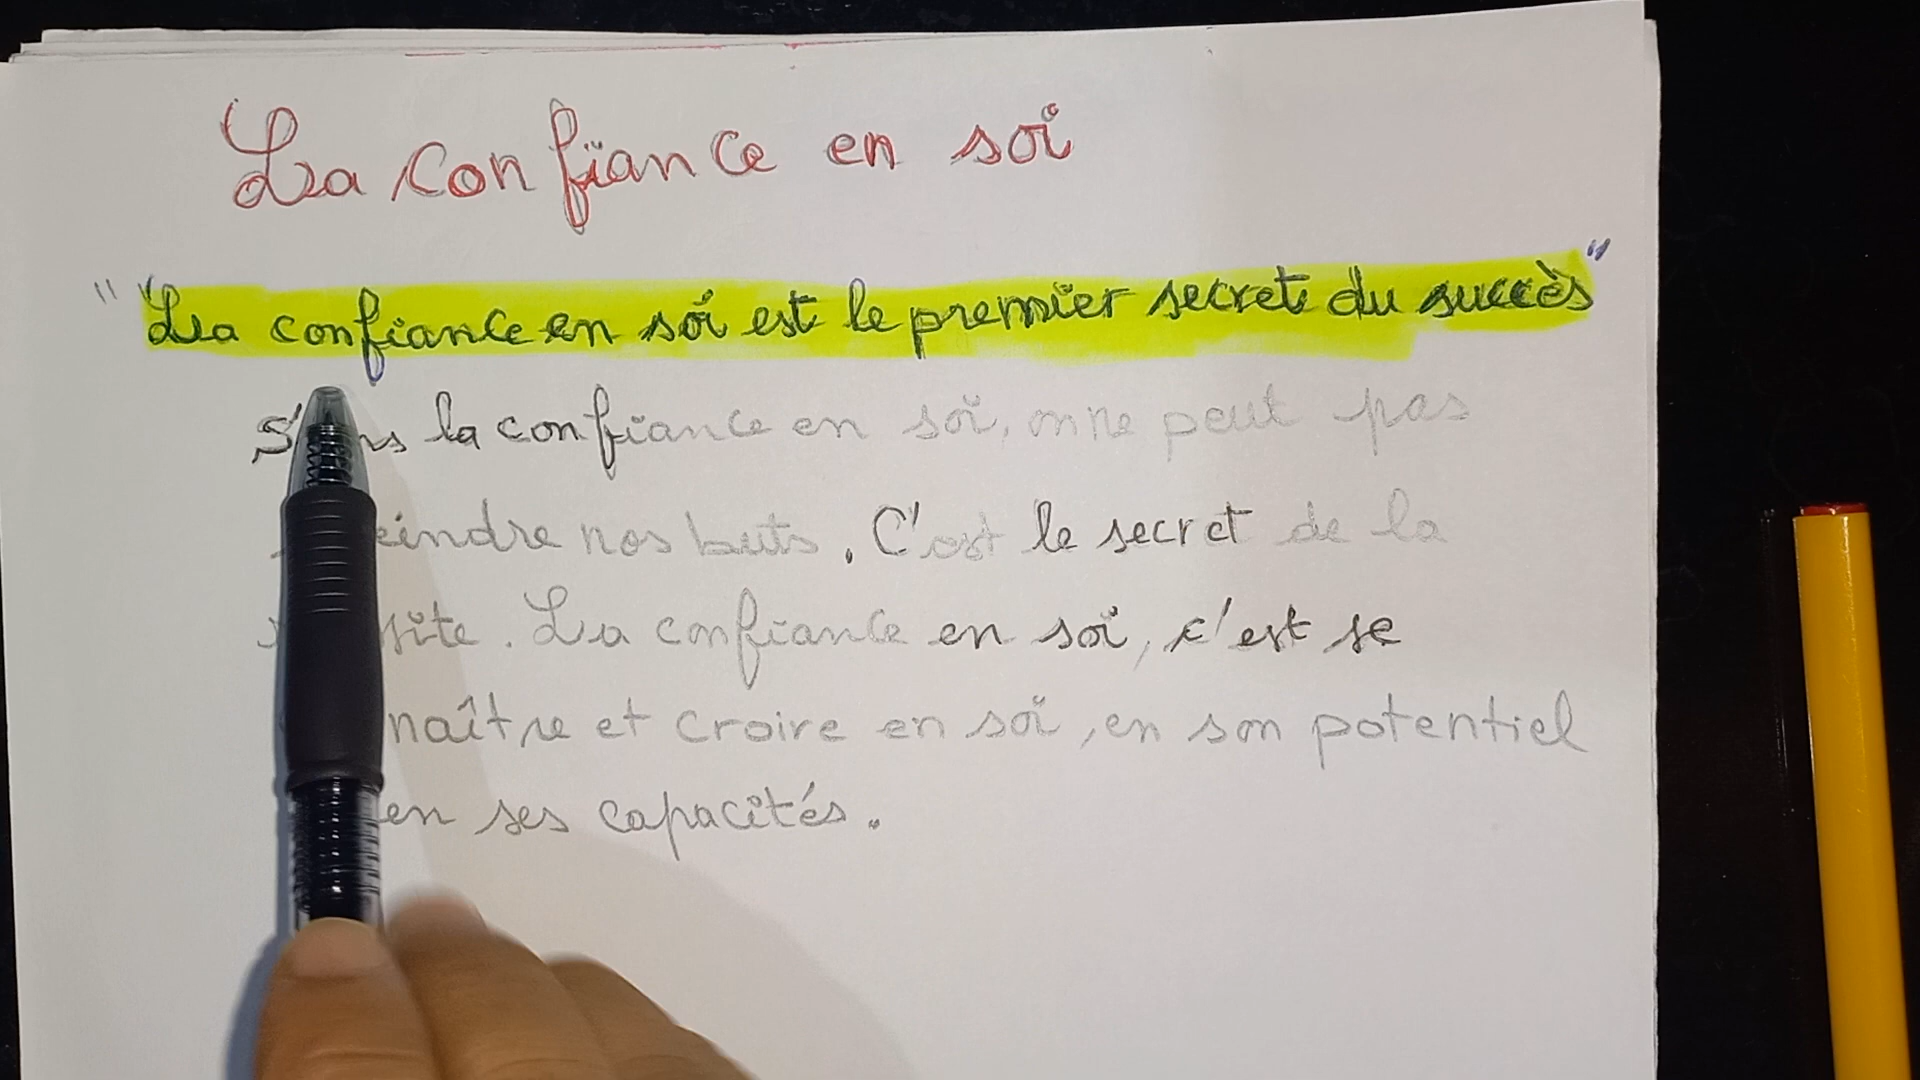 La confiance en soi
"La confiance en soi est le premier secret du succès"
la confiance en soi, on ne peut pas
nos buts. C'est le secret de la
. La confiance en soi, c'est se
et croire en soi, en son potentiel
en ses capacités.